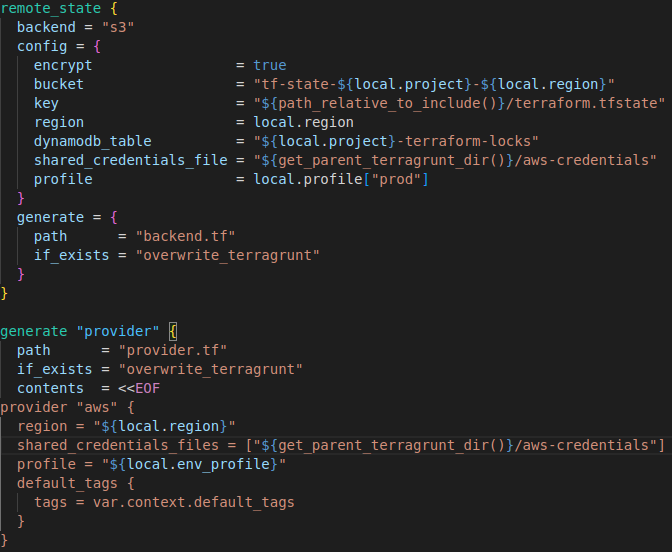 remote_state {
  backend = "s3"
  config = {
    encrypt                 = true
    bucket                  = "tf-state-${local.project}-${local.region}"
    key                     = "${path_relative_to_include()}/terraform.tfstate"
    region                  = local.region
    dynamodb_table          = "${local.project}-terraform-locks"
    shared_credentials_file = "${get_parent_terragrunt_dir()}/aws-credentials"
    profile                 = local.profile["prod"]
  }
  generate = {
    path      = "backend.tf"
    if_exists = "overwrite_terragrunt"
  }
}

generate "provider" {
  path      = "provider.tf"
  if_exists = "overwrite_terragrunt"
  contents  = <<EOF
provider "aws" {
  region = "${local.region}"
  shared_credentials_files = ["${get_parent_terragrunt_dir()}/aws-credentials"]
  profile = "${local.env_profile}"
  default_tags {
    tags = var.context.default_tags
  }
}